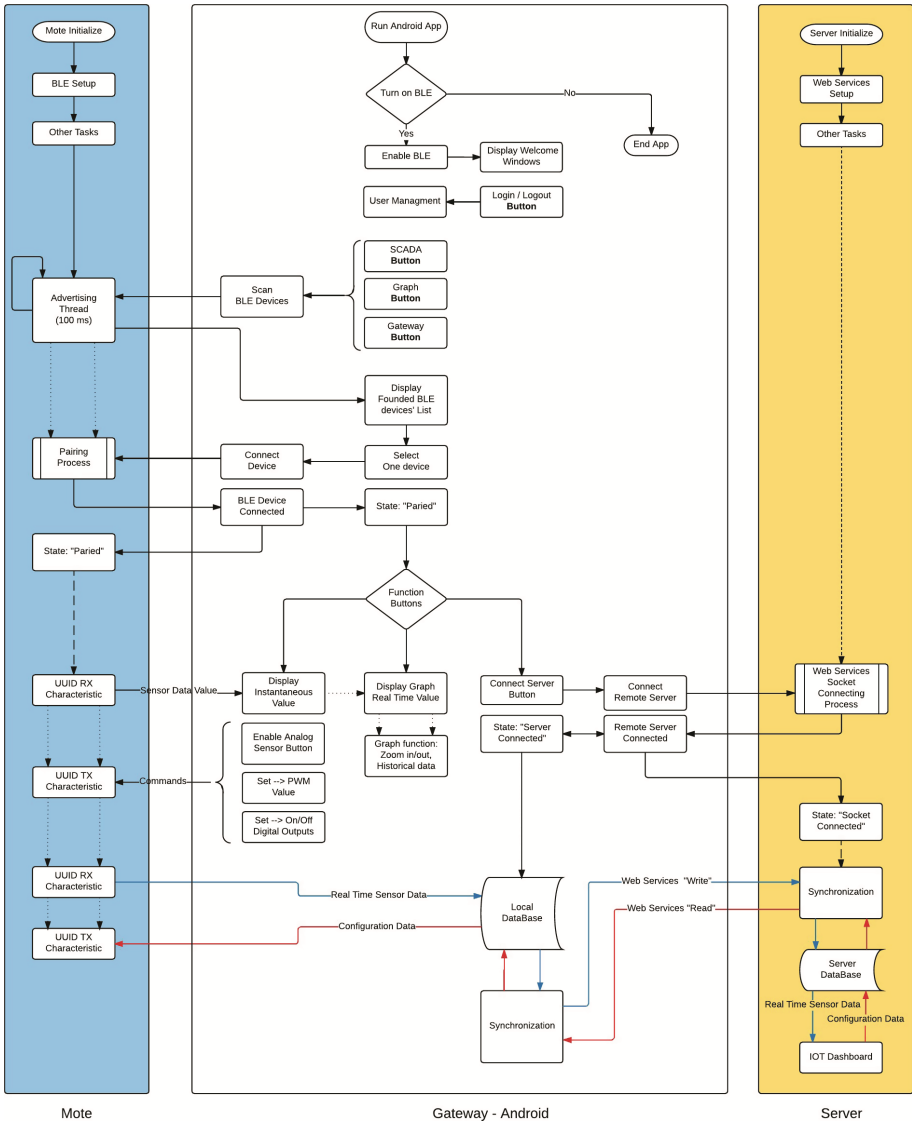 Mote Initialize
BLE Setup
Other Tasks
Advertising
Thread
(100 ms)
Pairing
Process
State: "Paried"
UUID RX
Characteristic
UUID TX
Characteristic
UUID RX
Characteristic
UUID TX
Characteristic
Mote
Run Android App
Turn on BLE
No
Yes
End App
Enable BLE
Display Welcome
Windows
User Managment
Login / Logout
Button
SCADA
Button
Scan
BLE Devices
Graph
Button
Gateway
Button
Display
Founded BLE
devices' List
Connect
Device
Select
One device
BLE Device
Connected
State: "Paried"
Function
Buttons
Sensor Data Value
Display
Instantaneous
Value
Display Graph
Real Time Value
Connect Server
Button
Connect
Remote Server
Enable Analog
Sensor Button
Graph function:
Zoom in/out,
Historical data
State: "Server
Connected"
Remote Server
Connected
Commands
Set --> PWM
Value
Set --> On/Off
Digital Outputs
Real Time Sensor Data
Configuration Data
Local
DataBase
Web Services "Write"
Web Services "Read"
Synchronization
Gateway - Android
Server Initialize
Web Services
Setup
Other Tasks
Web Services
Socket
Connecting
Process
State: "Socket
Connected"
Synchronization
Server
DataBase
Real Time Sensor Data
Configuration Data
IOT Dashboard
Server